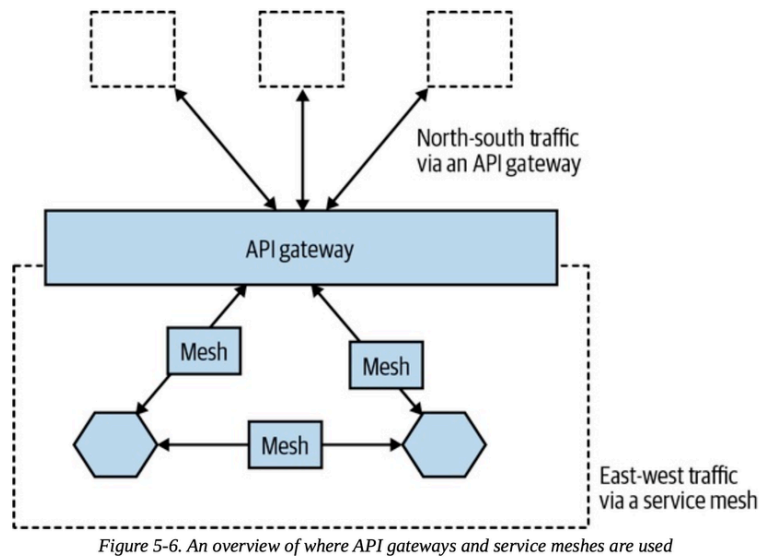 North-south traffic
via an API gateway
API gateway
Mesh
Mesh
Mesh
East-west traffic
via a service mesh
Figure 5-6. An overview of where API gateways and service meshes are used